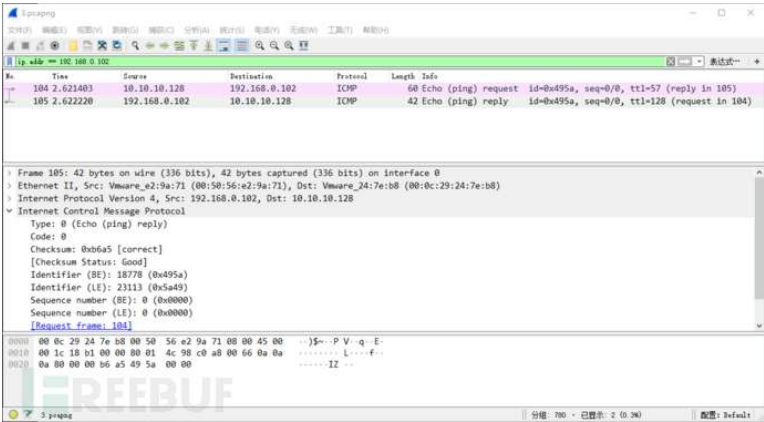 3.pcapng
文件(F) 编辑(E) 视图(V) 跳转(G) 捕获(C) 分析(A) 统计(S) 电话(Y) 无线(W) 工具(T) 帮助(H)
ip.addr == 192.168.0.102 表达式…
No. Time Source Destination Protocol Length Info
104 2.621403 10.10.10.128 192.168.0.102 ICMP 60 Echo (ping) request id=0x495a, seq=0/0, ttl=57 (reply in 105)
105 2.622220 192.168.0.102 10.10.10.128 ICMP 42 Echo (ping) reply id=0x495a, seq=0/0, ttl=128 (request in 104)
Frame 105: 42 bytes on wire (336 bits), 42 bytes captured (336 bits) on interface 0
Ethernet II, Src: Vmware_e2:9a:71 (00:50:56:e2:9a:71), Dst: Vmware_24:7e:b8 (00:0c:29:24:7e:b8)
Internet Protocol Version 4, Src: 192.168.0.102, Dst: 10.10.10.128
Internet Control Message Protocol
Type: 0 (Echo (ping) reply)
Code: 0
Checksum: 0xb6a5 [correct]
[Checksum Status: Good]
Identifier (BE): 18778 (0x495a)
Identifier (LE): 23113 (0x5a49)
Sequence number (BE): 0 (0x0000)
Sequence number (LE): 0 (0x0000)
[Request frame: 104]
0000 00 0c 29 24 7e b8 00 50 56 e2 9a 71 08 00 45 00 ··)$~··P V··q··E·
0010 00 1c 18 b1 00 00 80 01 4c 98 c0 a8 00 66 0a 0a ········ L····f··
0020 0a 80 00 00 b6 a5 49 5a 00 00 ······IZ ··
FREEBUF
3.pcapng 分组: 780 · 已显示: 2 (0.3%) 配置: Default